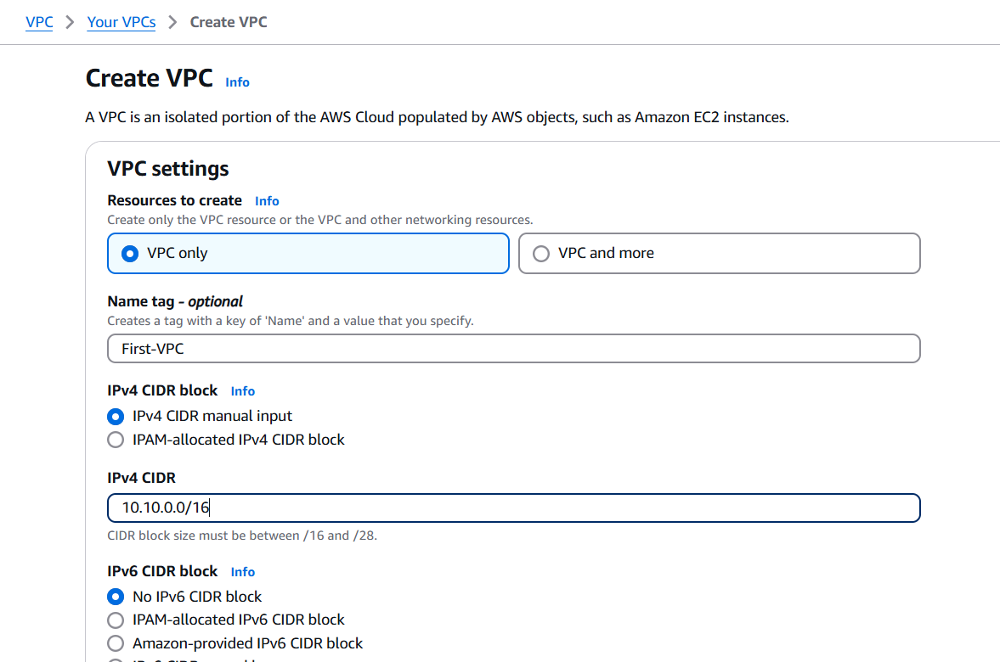 VPC > Your VPCs > Create VPC
Create VPC Info
A VPC is an isolated portion of the AWS Cloud populated by AWS objects, such as Amazon EC2 instances.
VPC settings
Resources to create Info
Create only the VPC resource or the VPC and other networking resources.
VPC only VPC and more
Name tag - optional
Creates a tag with a key of 'Name' and a value that you specify.
First-VPC
IPv4 CIDR block Info
IPv4 CIDR manual input
IPAM-allocated IPv4 CIDR block
IPv4 CIDR
10.10.0.0/16
CIDR block size must be between /16 and /28.
IPv6 CIDR block Info
No IPv6 CIDR block
IPAM-allocated IPv6 CIDR block
Amazon-provided IPv6 CIDR block